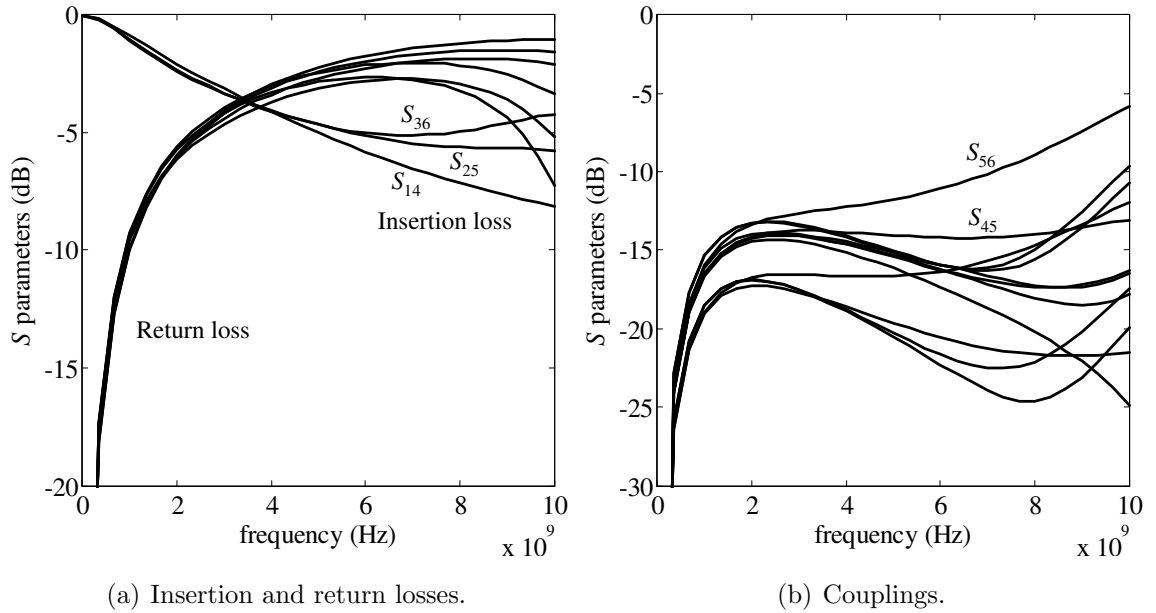 0
-5
-10
-15
-20
S parameters (dB)
S36
S25
S14
Insertion loss
Return loss
0 2 4 6 8 10
frequency (Hz)
x 10^9
(a) Insertion and return losses.
0
-5
-10
-15
-20
-25
-30
S parameters (dB)
S56
S45
0 2 4 6 8 10
frequency (Hz)
x 10^9
(b) Couplings.